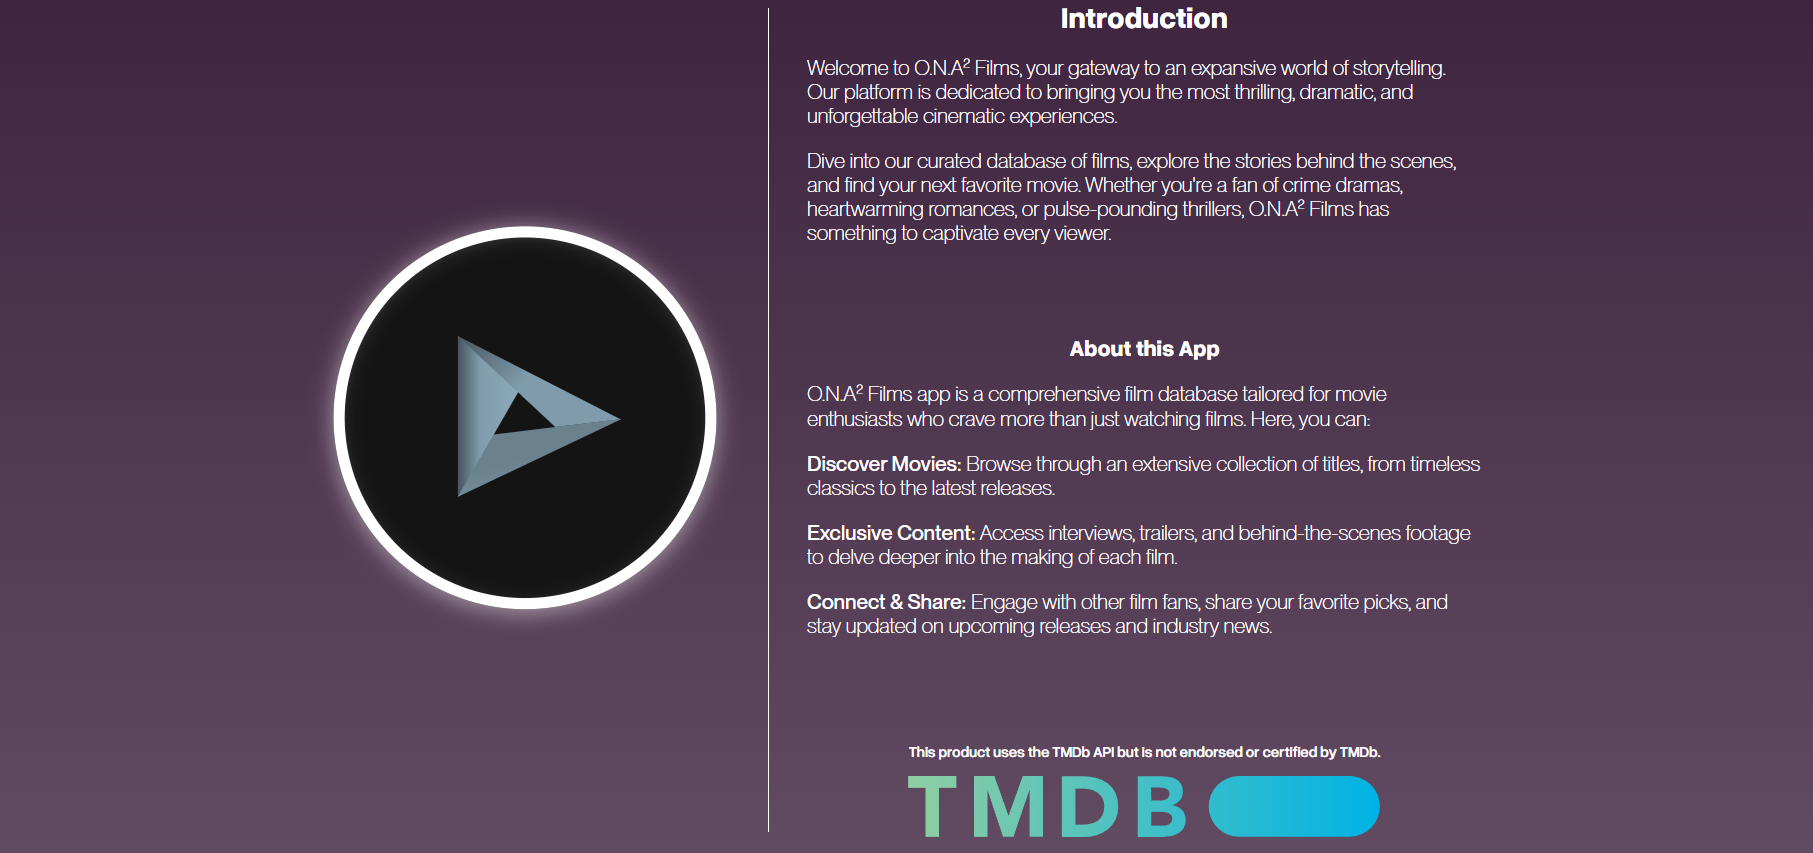 Introduction
Welcome to O.N.A² Films, your gateway to an expansive world of storytelling.
Our platform is dedicated to bringing you the most thrilling, dramatic, and
unforgettable cinematic experiences.
Dive into our curated database of films, explore the stories behind the scenes,
and find your next favorite movie. Whether you're a fan of crime dramas,
heartwarming romances, or pulse-pounding thrillers, O.N.A² Films has
something to captivate every viewer.
About this App
O.N.A² Films app is a comprehensive film database tailored for movie
enthusiasts who crave more than just watching films. Here, you can:
Discover Movies: Browse through an extensive collection of titles, from timeless
classics to the latest releases.
Exclusive Content: Access interviews, trailers, and behind-the-scenes footage
to delve deeper into the making of each film.
Connect & Share: Engage with other film fans, share your favorite picks, and
stay updated on upcoming releases and industry news.
This product uses the TMDb API but is not endorsed or certified by TMDb.
TMDB